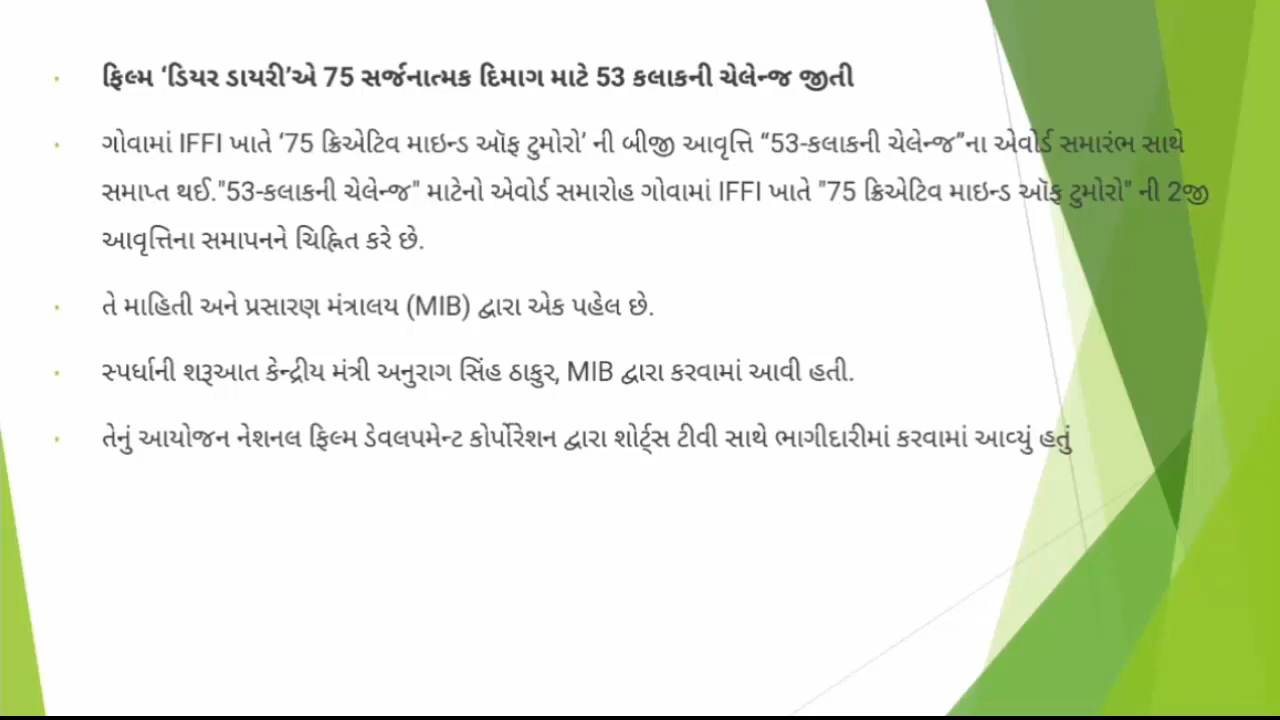 ફિલ્મ ‘ડિયર ડાયરી’એ 75 સર્જનાત્મક દિમાગ માટે 53 કલાકની ચેલેન્જ જીતી
ગોવામાં IFFI ખાતે ‘75 ક્રિએટિવ માઇન્ડ ઑફ ટુમોરો’ ની બીજી આવૃત્તિ “53-કલાકની ચેલેન્જ”ના એવોર્ડ સમારંભ સાથે
સમાપ્ત થઈ."53-કલાકની ચેલેન્જ" માટેનો એવોર્ડ સમારોહ ગોવામાં IFFI ખાતે "75 ક્રિએટિવ માઇન્ડ ઑફ ટુમોરો" ની 2જી
આવૃત્તિના સમાપનને ચિહ્નિત કરે છે.
તે માહિતી અને પ્રસારણ મંત્રાલય (MIB) દ્વારા એક પહેલ છે.
સ્પર્ધાની શરૂઆત કેન્દ્રીય મંત્રી અનુરાગ સિંહ ઠાકુર, MIB દ્વારા કરવામાં આવી હતી.
તેનું આયોજન નેશનલ ફિલ્મ ડેવલપમેન્ટ કોર્પોરેશન દ્વારા શોર્ટ્સ ટીવી સાથે ભાગીદારીમાં કરવામાં આવ્યું હતું